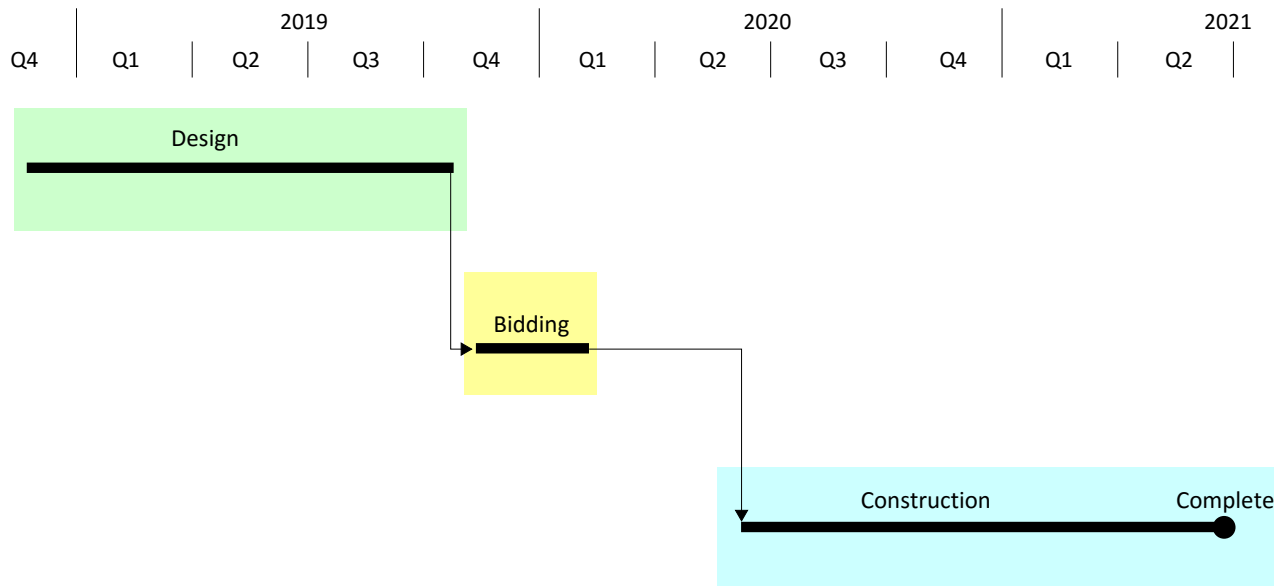 2019 2020 2021
Q4 Q1 Q2 Q3 Q4 Q1 Q2 Q3 Q4 Q1 Q2
Design
Bidding
Construction Complete